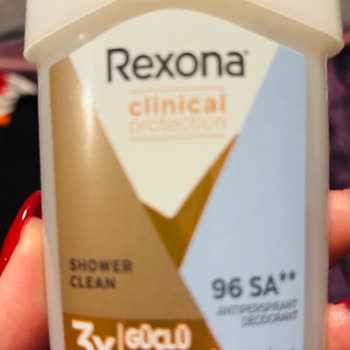 Rexona
clinical
protection
SHOWER
CLEAN
96 SA**
ANTIPERSPIRANT
DEODORANT
3x GÜÇLÜ